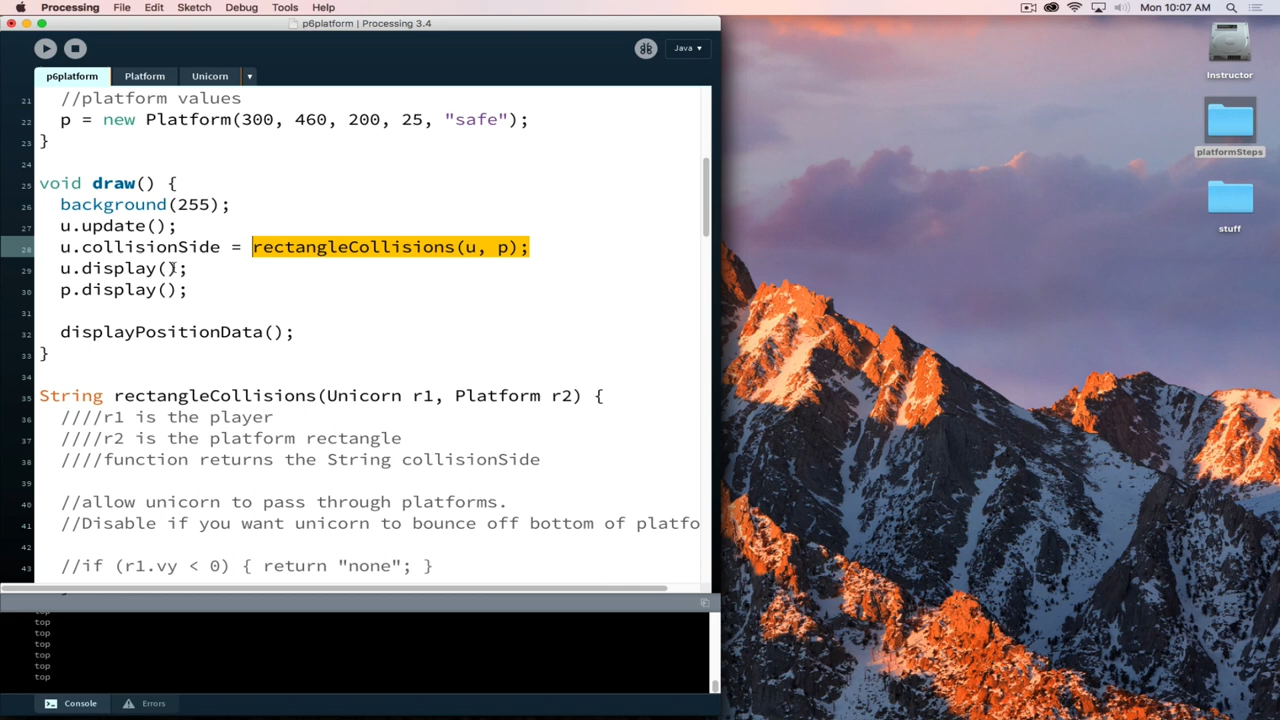 Processing File Edit Sketch Debug Tools Help Mon 10:07 AM
p6platform | Processing 3.4
Java
p6platform Platform Unicorn
21 //platform values
22 p = new Platform(300, 460, 200, 25, "safe");
23 }
24
25 void draw() {
26 background(255);
27 u.update();
28 u.collisionSide = rectangleCollisions(u, p);
29 u.display();
30 p.display();
31
32 displayPositionData();
33 }
34
35 String rectangleCollisions(Unicorn r1, Platform r2) {
36 ////r1 is the player
37 ////r2 is the platform rectangle
38 ////function returns the String collisionSide
39
40 //allow unicorn to pass through platforms.
41 //Disable if you want unicorn to bounce off bottom of platfo
42
43 //if (r1.vy < 0) { return "none"; }
top
top
top
top
top
top
top
Console Errors
Instructor
platformSteps
stuff